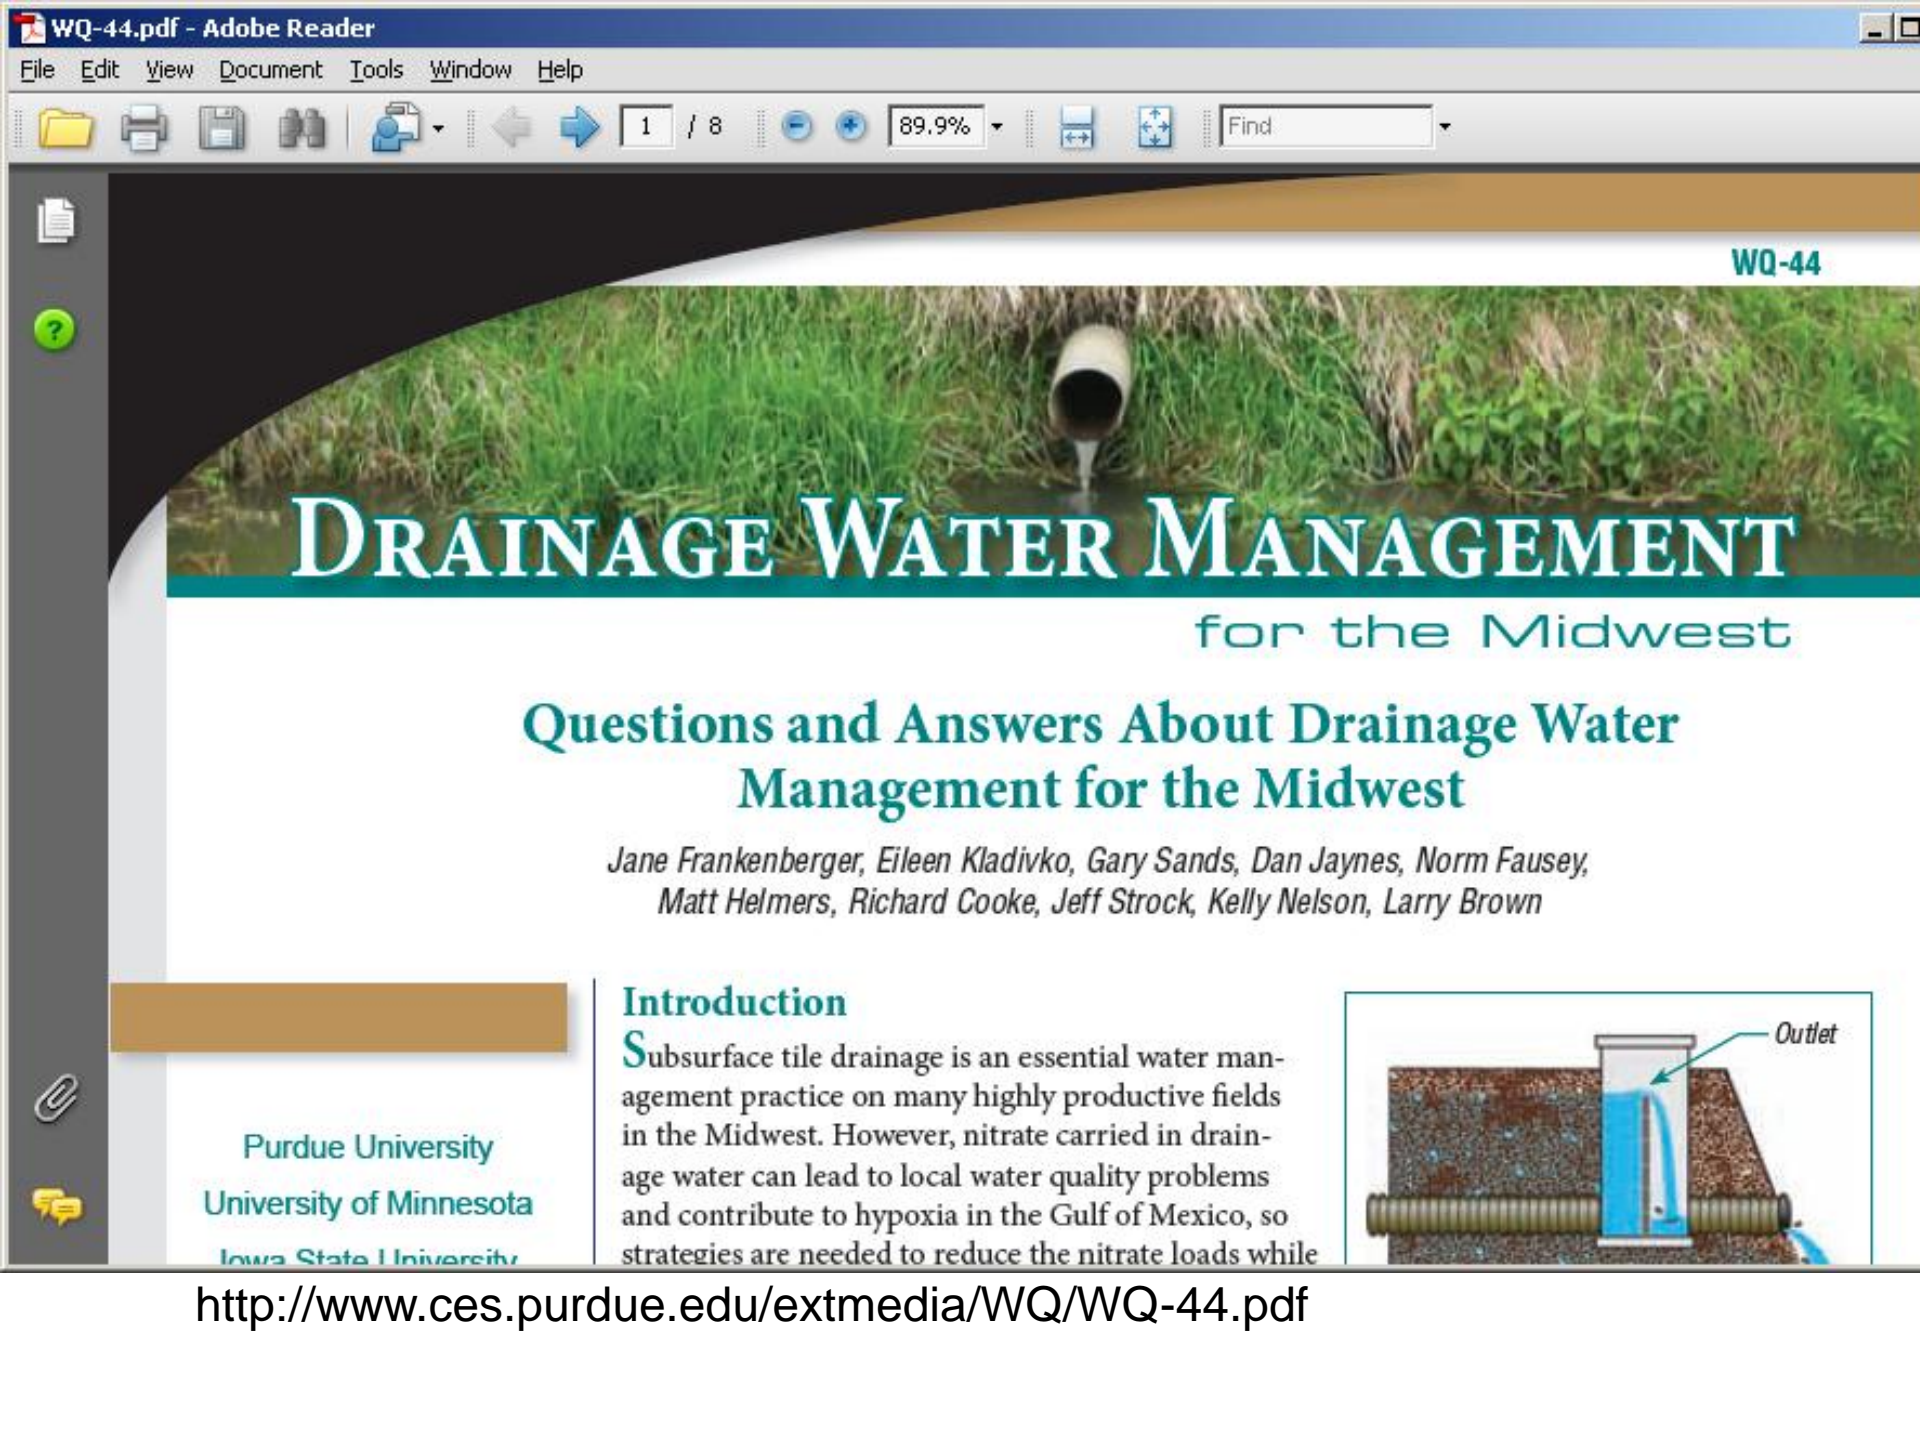 WQ-44.pdf - Adobe Reader
File Edit View Document Tools Window Help
1 / 8 89.9% Find
WQ-44
DRAINAGE WATER MANAGEMENT
for the Midwest
Questions and Answers About Drainage Water
Management for the Midwest
Jane Frankenberger, Eileen Kladivko, Gary Sands, Dan Jaynes, Norm Fausey,
Matt Helmers, Richard Cooke, Jeff Strock, Kelly Nelson, Larry Brown
Purdue University
University of Minnesota
Iowa State University
Introduction
Subsurface tile drainage is an essential water man-
agement practice on many highly productive fields
in the Midwest. However, nitrate carried in drain-
age water can lead to local water quality problems
and contribute to hypoxia in the Gulf of Mexico, so
strategies are needed to reduce the nitrate loads while
Outlet
http://www.ces.purdue.edu/extmedia/WQ/WQ-44.pdf